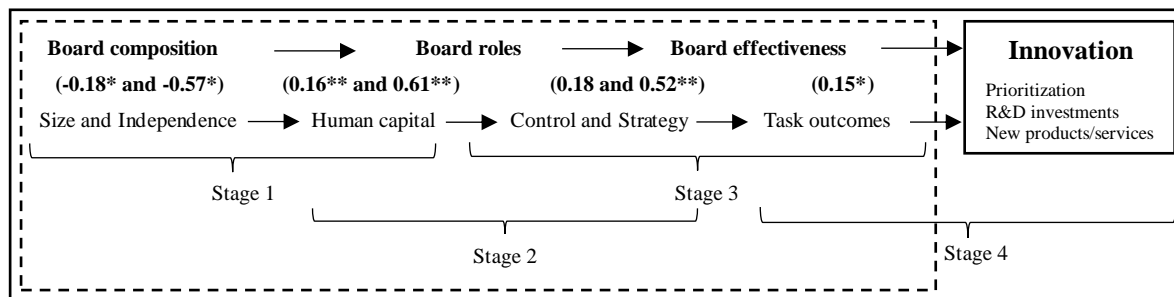 Board composition Board roles Board effectiveness Innovation
(-0.18* and -0.57*) (0.16** and 0.61**) (0.18 and 0.52**) (0.15*)
Size and Independence Human capital Control and Strategy Task outcomes
Prioritization
R&D investments
New products/services
Stage 1
Stage 3
Stage 2
Stage 4